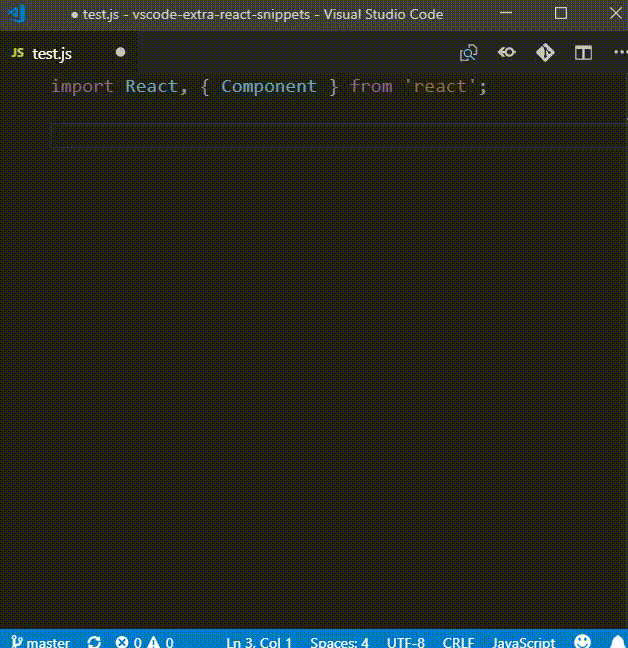 ● test.js - vscode-extra-react-snippets - Visual Studio Code
JS test.js
import React, { Component } from 'react';
master 0 0 Ln 3, Col 1 Spaces: 4 UTF-8 CRLF JavaScript